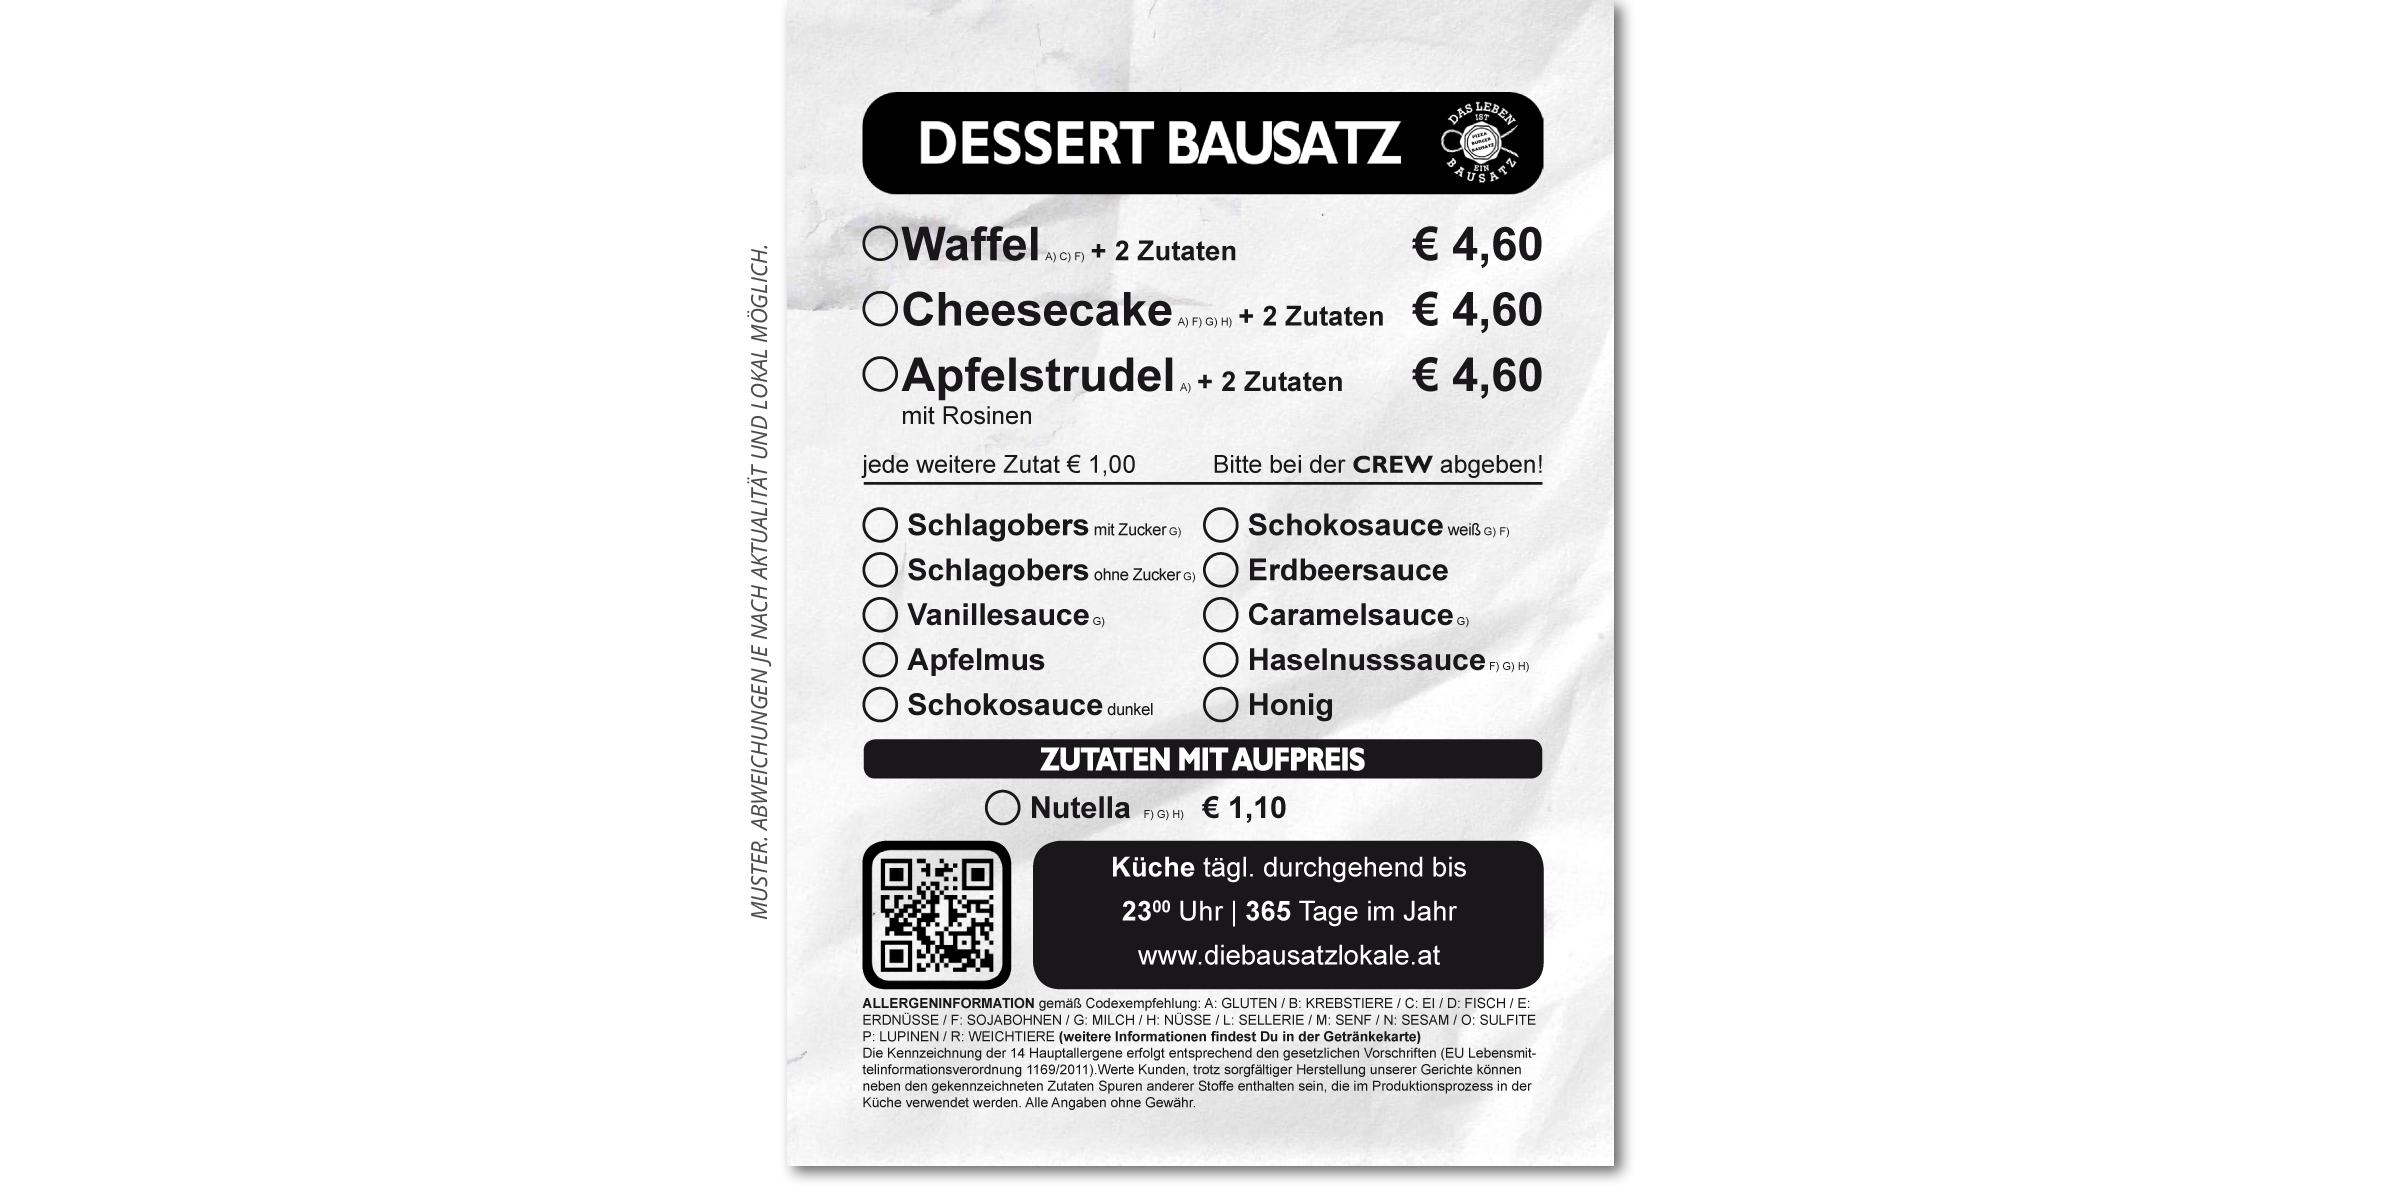 MUSTER. ABWEICHUNGEN JE NACH AKTUALITÄT UND LOKAL MÖGLICH.
DESSERT BAUSATZ
DAS LEBEN
IST
PIZZA
BURGER
BAUSATZ
EIN
BAUSATZ
Waffel A) C) F) + 2 Zutaten € 4,60
Cheesecake A) F) G) H) + 2 Zutaten € 4,60
Apfelstrudel A) + 2 Zutaten € 4,60
mit Rosinen
jede weitere Zutat € 1,00 Bitte bei der CREW abgeben!
Schlagobers mit Zucker G) Schokosauce weiß G) F)
Schlagobers ohne Zucker G) Erdbeersauce
Vanillesauce G) Caramelsauce G)
Apfelmus Haselnusssauce F) G) H)
Schokosauce dunkel Honig
ZUTATEN MIT AUFPREIS
Nutella F) G) H) € 1,10
Küche tägl. durchgehend bis
23⁰⁰ Uhr | 365 Tage im Jahr
www.diebausatzlokale.at
ALLERGENINFORMATION gemäß Codexempfehlung: A: GLUTEN / B: KREBSTIERE / C: EI / D: FISCH / E:
ERDNÜSSE / F: SOJABOHNEN / G: MILCH / H: NÜSSE / L: SELLERIE / M: SENF / N: SESAM / O: SULFITE
P: LUPINEN / R: WEICHTIERE (weitere Informationen findest Du in der Getränkekarte)
Die Kennzeichnung der 14 Hauptallergene erfolgt entsprechend den gesetzlichen Vorschriften (EU Lebensmit-
telinformationsverordnung 1169/2011).Werte Kunden, trotz sorgfältiger Herstellung unserer Gerichte können
neben den gekennzeichneten Zutaten Spuren anderer Stoffe enthalten sein, die im Produktionsprozess in der
Küche verwendet werden. Alle Angaben ohne Gewähr.